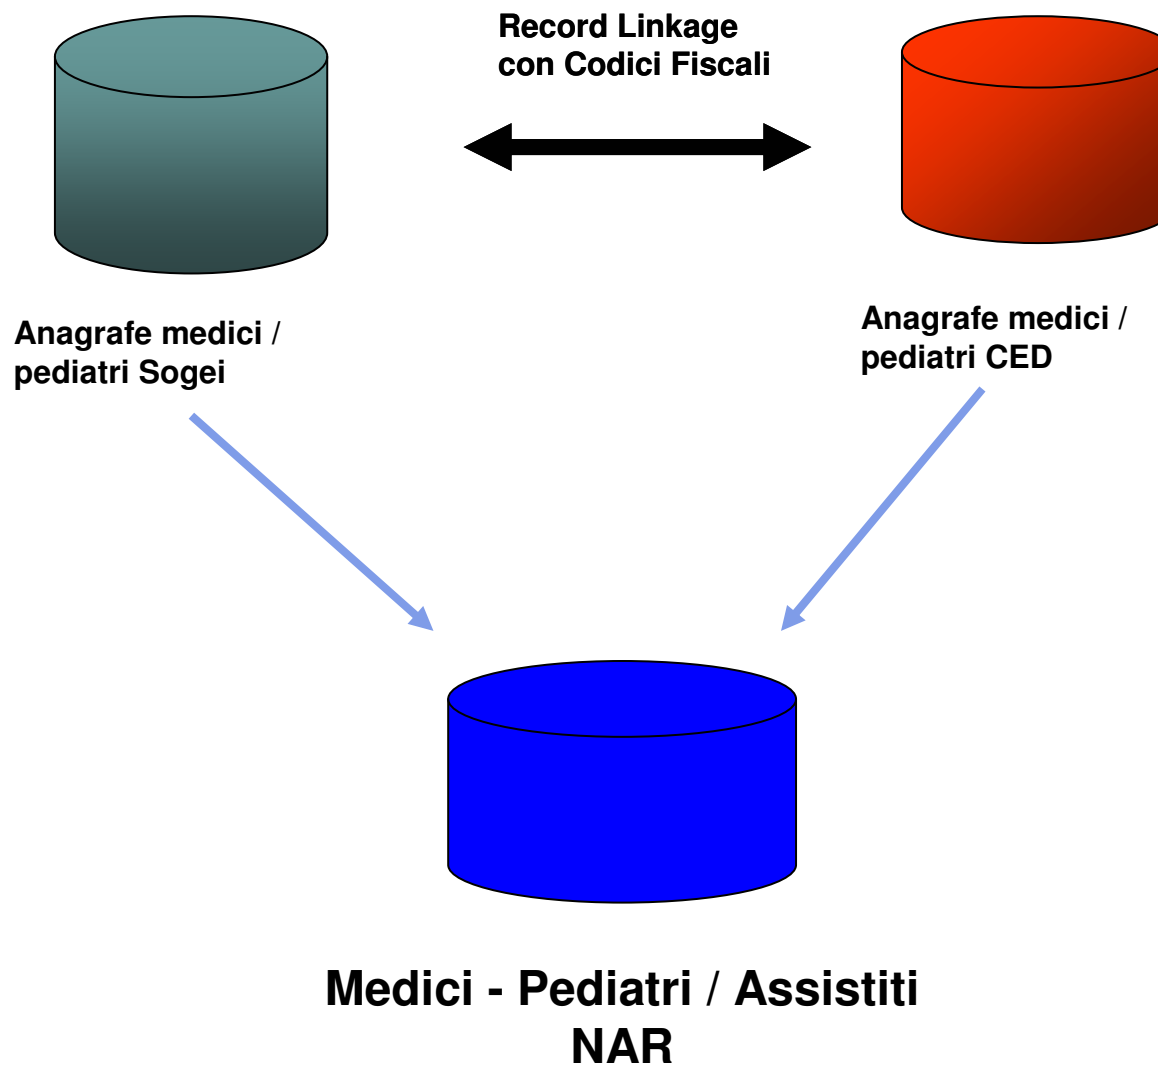 Record Linkage
con Codici Fiscali
Anagrafe medici /
pediatri Sogei
Anagrafe medici /
pediatri CED
Medici - Pediatri / Assistiti
NAR